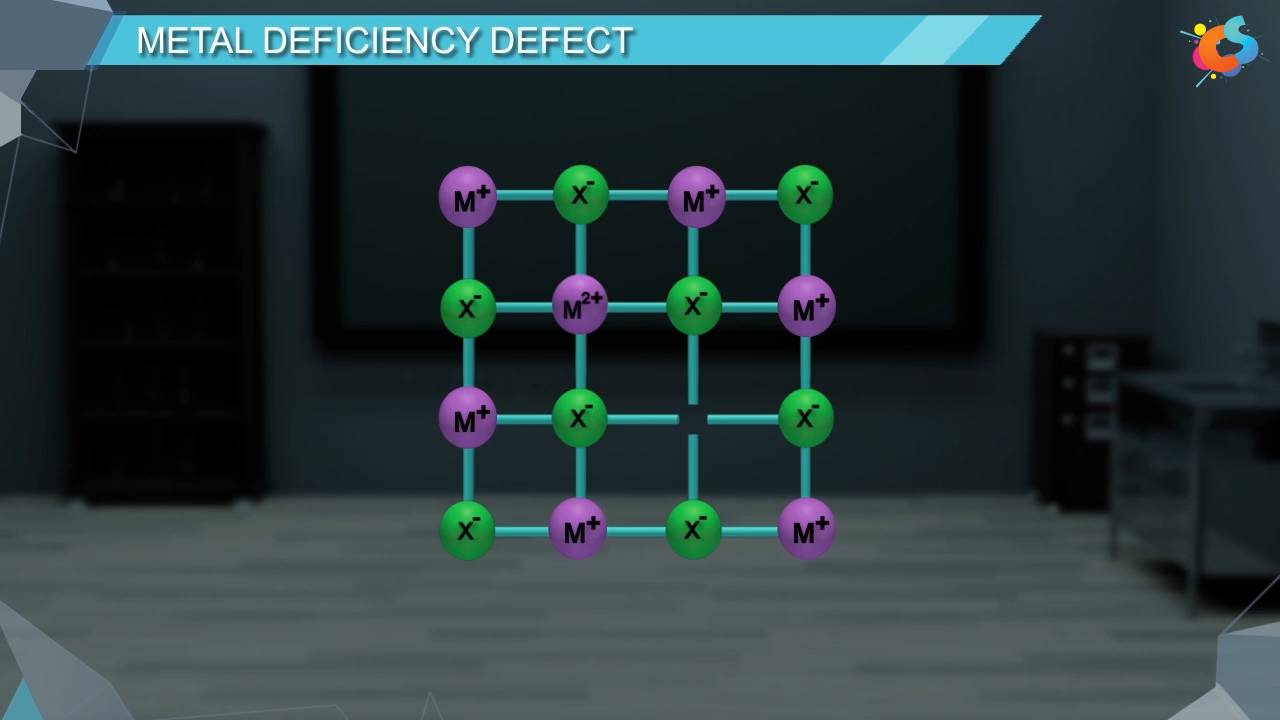 METAL DEFICIENCY DEFECT
M⁺ X⁻ M⁺ X⁻
X⁻ M²⁺ X⁻ M⁺
M⁺ X⁻ X⁻
X⁻ M⁺ X⁻ M⁺